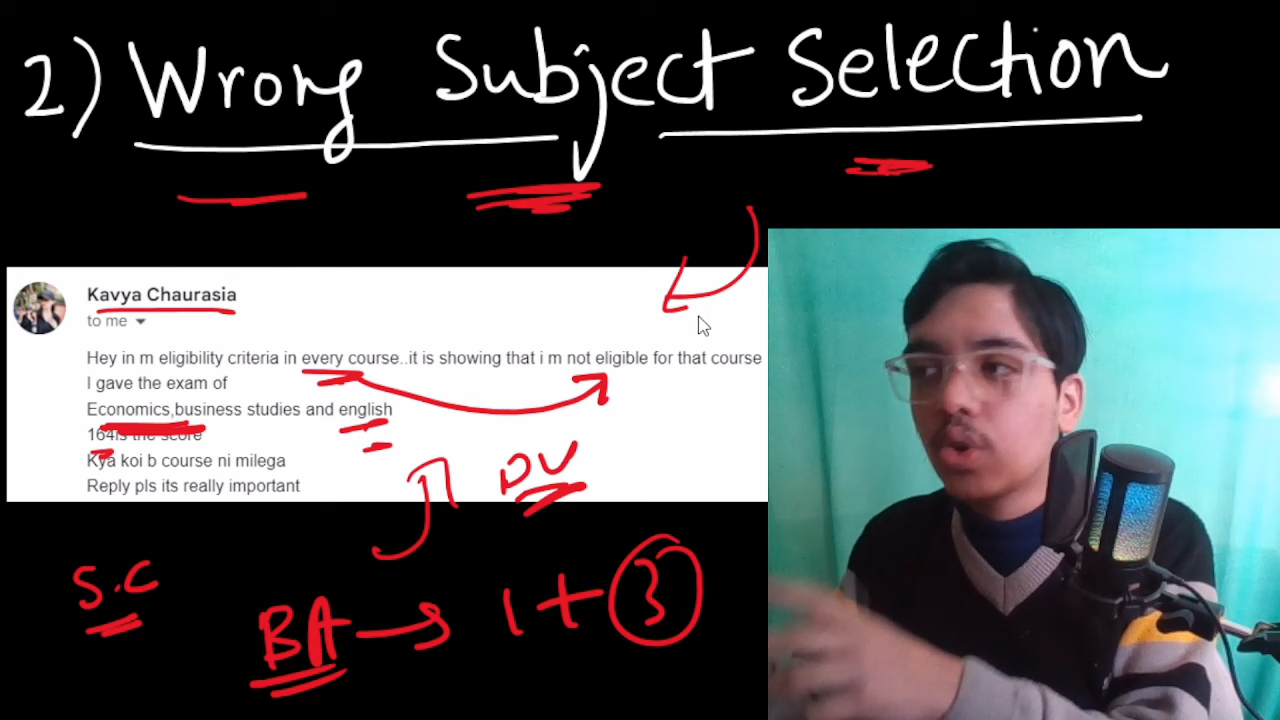 2) Wrong Subject Selection
Kavya Chaurasia
to me
Hey in m eligibility criteria in every course..it is showing that i m not eligible for that course
I gave the exam of
Economics,business studies and english
164is the score
Kya koi b course ni milega
Reply pls its really important
DU
S.C
BA → 1 + 3